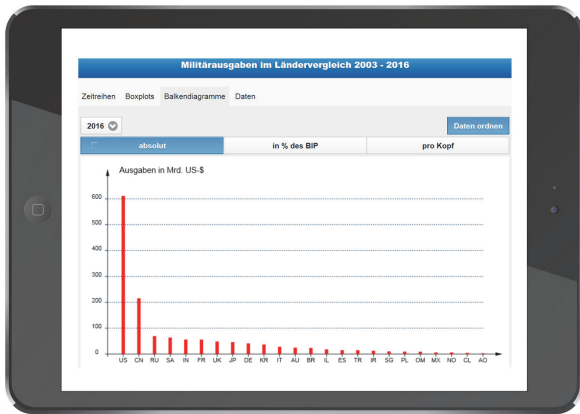 Militärausgaben im Ländervergleich 2003 - 2016
Zeitreihen Boxplots Balkendiagramme Daten
2016 Daten ordnen
absolut in % des BIP pro Kopf
Ausgaben in Mrd. US-$
600
500
400
300
200
100
0
US CN RU SA IN FR UK JP DE KR IT AU BR IL ES TR IR SG PL OM MX NO CL AO